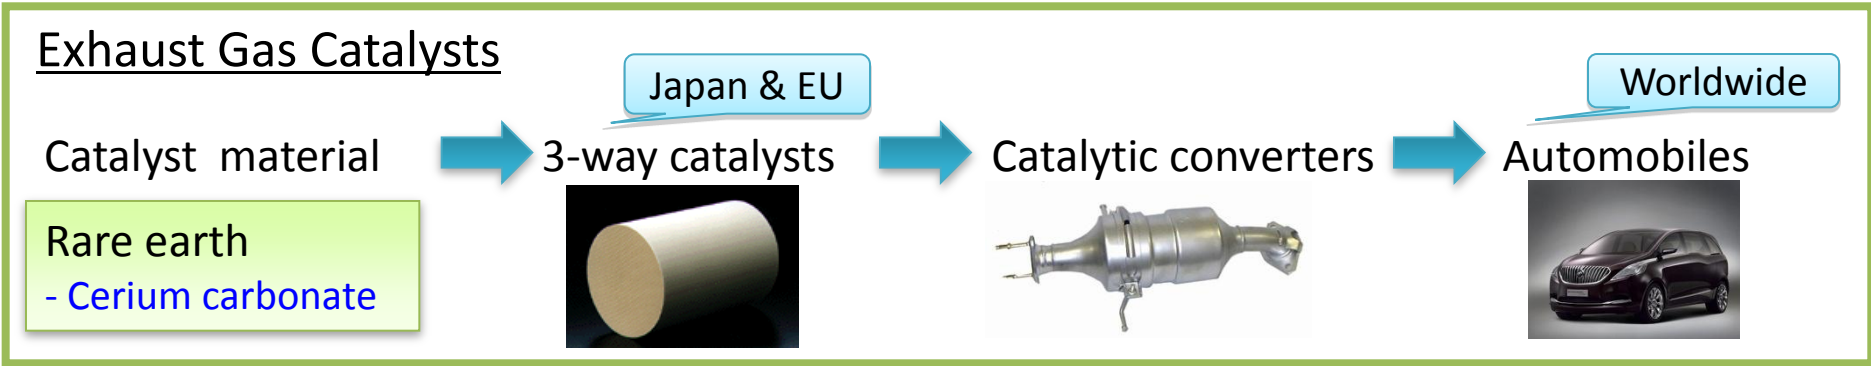 Exhaust Gas Catalysts
Japan & EU
Worldwide
Catalyst material
3-way catalysts
Catalytic converters
Automobiles
Rare earth
- Cerium carbonate